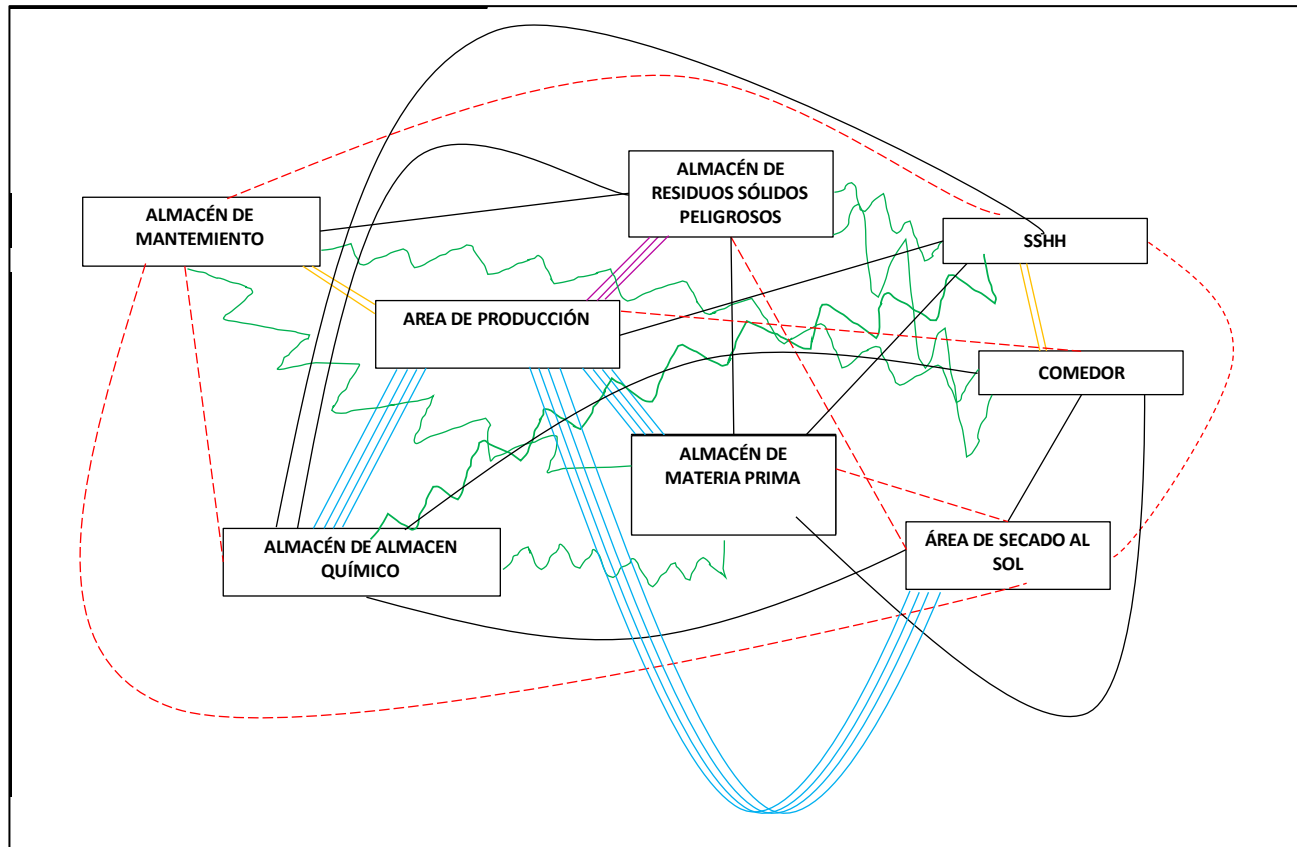 ALMACÉN DE
RESIDUOS SÓLIDOS
PELIGROSOS
ALMACÉN DE
MANTEMIENTO
SSHH
AREA DE PRODUCCIÓN
COMEDOR
ALMACÉN DE
MATERIA PRIMA
ALMACÉN DE ALMACEN
QUÍMICO
ÁREA DE SECADO AL
SOL